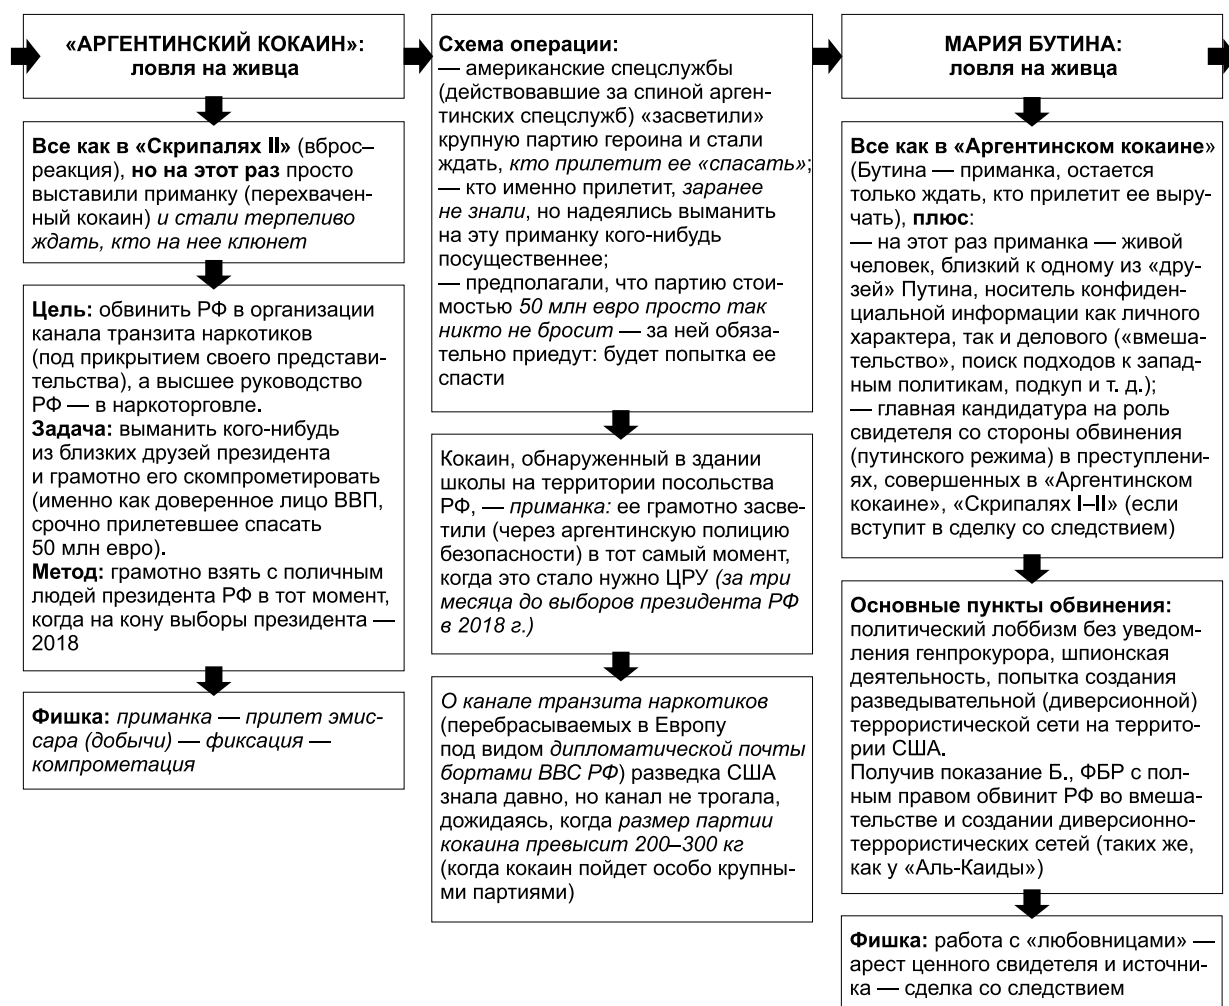 «АРГЕНТИНСКИЙ КОКАИН»:
ловля на живца
Все как в «Скрипалях II» (вброс–
реакция), но на этот раз просто
выставили приманку (перехвачен-
ный кокаин) и стали терпеливо
ждать, кто на нее клюнет
Цель: обвинить РФ в организации
канала транзита наркотиков
(под прикрытием своего представи-
тельства), а высшее руководство
РФ — в наркоторговле.
Задача: выманить кого-нибудь
из близких друзей президента
и грамотно его скомпрометировать
(именно как доверенное лицо ВВП,
срочно прилетевшее спасать
50 млн евро).
Метод: грамотно взять с поличным
людей президента РФ в тот момент,
когда на кону выборы президента —
2018
Фишка: приманка — прилет эмис-
сара (добычи) — фиксация —
компрометация
Схема операции:
— американские спецслужбы
(действовавшие за спиной арген-
тинских спецслужб) «засветили»
крупную партию героина и стали
ждать, кто прилетит ее «спасать»;
— кто именно прилетит, заранее
не знали, но надеялись выманить
на эту приманку кого-нибудь
посущественнее;
— предполагали, что партию стои-
мостью 50 млн евро просто так
никто не бросит — за ней обяза-
тельно приедут: будет попытка ее
спасти
Кокаин, обнаруженный в здании
школы на территории посольства
РФ, — приманка: ее грамотно засве-
тили (через аргентинскую полицию
безопасности) в тот самый момент,
когда это стало нужно ЦРУ (за три
месяца до выборов президента РФ
в 2018 г.)
О канале транзита наркотиков
(перебрасываемых в Европу
под видом дипломатической почты
бортами ВВС РФ) разведка США
знала давно, но канал не трогала,
дожидаясь, когда размер партии
кокаина превысит 200–300 кг
(когда кокаин пойдет особо крупны-
ми партиями)
МАРИЯ БУТИНА:
ловля на живца
Все как в «Аргентинском кокаине»
(Бутина — приманка, остается
только ждать, кто прилетит ее выру-
чать), плюс:
— на этот раз приманка — живой
человек, близкий к одному из «дру-
зей» Путина, носитель конфиден-
циальной информации как личного
характера, так и делового («вмеша-
тельство», поиск подходов к запад-
ным политикам, подкуп и т. д.);
— главная кандидатура на роль
свидетеля со стороны обвинения
(путинского режима) в преступлени-
ях, совершенных в «Аргентинском
кокаине», «Скрипалях I–II» (если
вступит в сделку со следствием)
Основные пункты обвинения:
политический лоббизм без уведом-
ления генпрокурора, шпионская
деятельность, попытка создания
разведывательной (диверсионной)
террористической сети на террито-
рии США.
Получив показание Б., ФБР с пол-
ным правом обвинит РФ во вмеша-
тельстве и создании диверсионно-
террористических сетей (таких же,
как у «Аль-Каиды»)
Фишка: работа с «любовницами» —
арест ценного свидетеля и источни-
ка — сделка со следствием